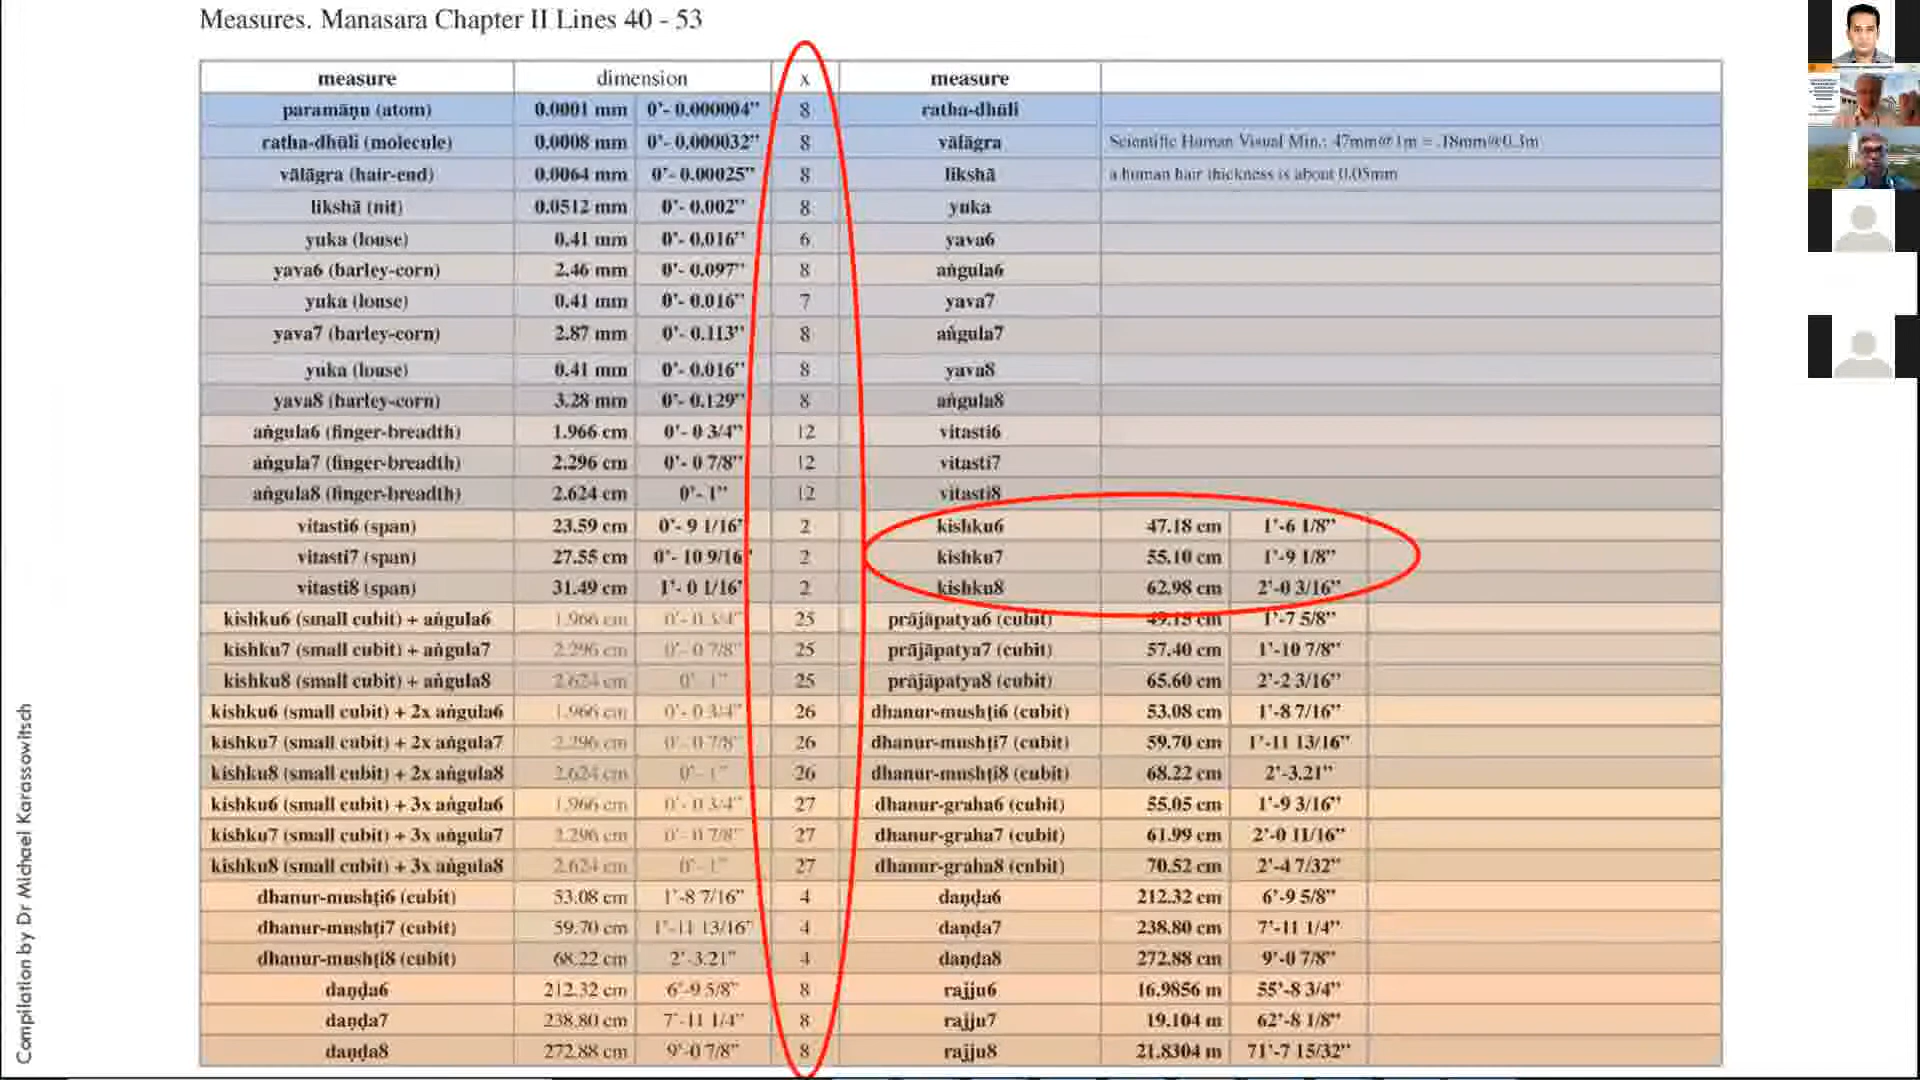 Measures. Manasara Chapter II Lines 40 - 53
measure dimension x measure
paramāṇu (atom) 0.0001 mm 0'- 0.000004" 8 ratha-dhūli
ratha-dhūli (molecule) 0.0008 mm 0'- 0.000032" 8 vālāgra Scientific Human Visual Min.: 47mm@1m = .18mm@0.3m
vālāgra (hair-end) 0.0064 mm 0'- 0.00025" 8 likshā a human hair thickness is about 0.05mm
likshā (nit) 0.0512 mm 0'- 0.002" 8 yuka
yuka (louse) 0.41 mm 0'- 0.016" 6 yava6
yava6 (barley-corn) 2.46 mm 0'- 0.097" 8 aṅgula6
yuka (louse) 0.41 mm 0'- 0.016" 7 yava7
yava7 (barley-corn) 2.87 mm 0'- 0.113" 8 aṅgula7
yuka (louse) 0.41 mm 0'- 0.016" 8 yava8
yava8 (barley-corn) 3.28 mm 0'- 0.129" 8 aṅgula8
aṅgula6 (finger-breadth) 1.966 cm 0'- 0 3/4" 12 vitasti6
aṅgula7 (finger-breadth) 2.296 cm 0'- 0 7/8" 12 vitasti7
aṅgula8 (finger-breadth) 2.624 cm 0'- 1" 12 vitasti8
vitasti6 (span) 23.59 cm 0'- 9 1/16" 2 kishku6 47.18 cm 1'-6 1/8"
vitasti7 (span) 27.55 cm 0'- 10 9/16" 2 kishku7 55.10 cm 1'-9 1/8"
vitasti8 (span) 31.49 cm 1'- 0 1/16" 2 kishku8 62.98 cm 2'-0 3/16"
kishku6 (small cubit) + aṅgula6 1.966 cm 0'- 0 3/4" 25 prājāpatya6 (cubit) 49.15 cm 1'-7 5/8"
kishku7 (small cubit) + aṅgula7 2.296 cm 0'- 0 7/8" 25 prājāpatya7 (cubit) 57.40 cm 1'-10 7/8"
kishku8 (small cubit) + aṅgula8 2.624 cm 0'- 1" 25 prājāpatya8 (cubit) 65.60 cm 2'-2 3/16"
kishku6 (small cubit) + 2x aṅgula6 1.966 cm 0'- 0 3/4" 26 dhanur-mushṭi6 (cubit) 53.08 cm 1'-8 7/16"
kishku7 (small cubit) + 2x aṅgula7 2.296 cm 0'- 0 7/8" 26 dhanur-mushṭi7 (cubit) 59.70 cm 1'-11 13/16"
kishku8 (small cubit) + 2x aṅgula8 2.624 cm 0'- 1" 26 dhanur-mushṭi8 (cubit) 68.22 cm 2'-3.21"
kishku6 (small cubit) + 3x aṅgula6 1.966 cm 0'- 0 3/4" 27 dhanur-graha6 (cubit) 55.05 cm 1'-9 3/16"
kishku7 (small cubit) + 3x aṅgula7 2.296 cm 0'- 0 7/8" 27 dhanur-graha7 (cubit) 61.99 cm 2'-0 11/16"
kishku8 (small cubit) + 3x aṅgula8 2.624 cm 0'- 1" 27 dhanur-graha8 (cubit) 70.52 cm 2'-4 7/32"
dhanur-mushṭi6 (cubit) 53.08 cm 1'-8 7/16" 4 daṇḍa6 212.32 cm 6'-9 5/8"
dhanur-mushṭi7 (cubit) 59.70 cm 1'-11 13/16" 4 daṇḍa7 238.80 cm 7'-11 1/4"
dhanur-mushṭi8 (cubit) 68.22 cm 2'-3.21" 4 daṇḍa8 272.88 cm 9'-0 7/8"
daṇḍa6 212.32 cm 6'-9 5/8" 8 rajju6 16.9856 m 55'-8 3/4"
daṇḍa7 238.80 cm 7'-11 1/4" 8 rajju7 19.104 m 62'-8 1/8"
daṇḍa8 272.88 cm 9'-0 7/8" 8 rajju8 21.8304 m 71'-7 15/32"
Compilation by Dr Michael Karassowitsch